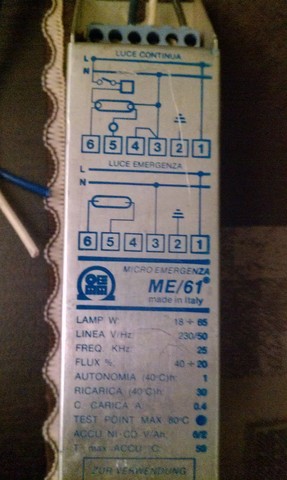 LUCE CONTINUA
L
N
6 5 4 3 2 1
LUCE EMERGENZA
L
N
6 5 4 3 2 1
MICRO EMERGENZA
ME/61
made in Italy
LAMP. W: 18 ÷ 65
LINEA V/Hz: 230/50
FREQ. KHz: 25
FLUX %: 40 ÷ 20
AUTONOMIA (40°C)h: 1
RICARICA (40°C)h: 30
C. CARICA A: 0.4
TEST POINT MAX 80°C
ACCU NI-CD V/Ah: 6/2
T max ACCU °C: 50
ZUR VERWENDUNG